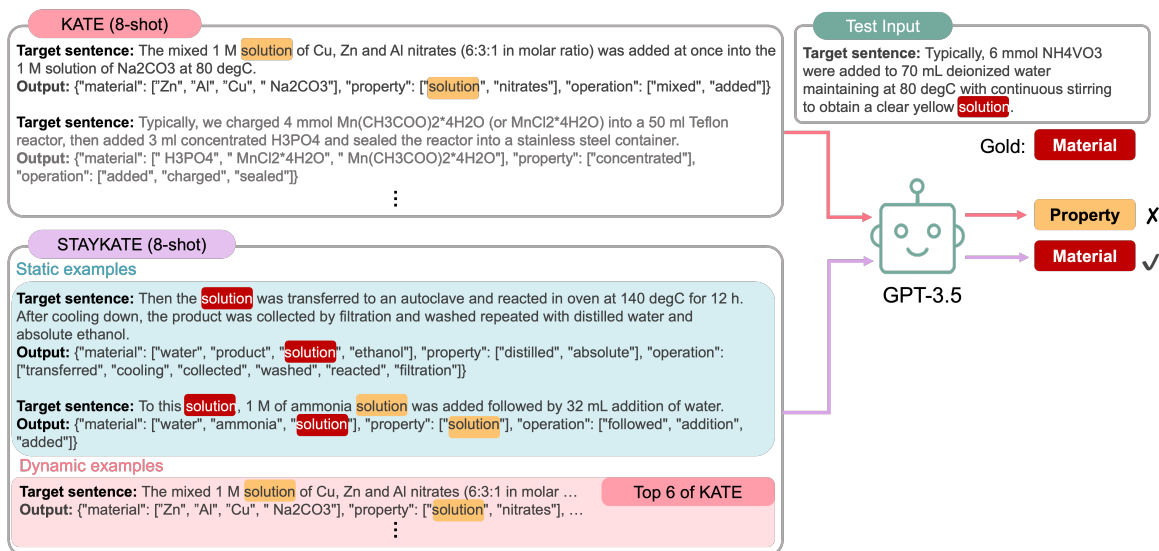 KATE (8-shot)
Target sentence: The mixed 1 M solution of Cu, Zn and Al nitrates (6:3:1 in molar ratio) was added at once into the
1 M solution of Na2CO3 at 80 degC.
Output: {"material": ["Zn”, ”Al”, ”Cu”, " Na2CO3"], "property": ["solution", "nitrates"], "operation": ["mixed", "added"]}
Target sentence: Typically, we charged 4 mmol Mn(CH3COO)2*4H2O (or MnCl2*4H2O) into a 50 ml Teflon
reactor, then added 3 ml concentrated H3PO4 and sealed the reactor into a stainless steel container.
Output: {"material": [" H3PO4", " MnCl2*4H2O", " Mn(CH3COO)2*4H2O"], "property": ["concentrated"],
"operation": ["added", "charged", "sealed"]}
⋮
Test Input
Target sentence: Typically, 6 mmol NH4VO3
were added to 70 mL deionized water
maintaining at 80 degC with continuous stirring
to obtain a clear yellow solution.
Gold: Material
Property ✗
Material ✓
GPT-3.5
STAYKATE (8-shot)
Static examples
Target sentence: Then the solution was transferred to an autoclave and reacted in oven at 140 degC for 12 h.
After cooling down, the product was collected by filtration and washed repeated with distilled water and
absolute ethanol.
Output: {"material": ["water", "product", "solution", "ethanol"], "property": ["distilled", "absolute"], "operation":
["transferred", "cooling", "collected", "washed", "reacted", "filtration"]}
Target sentence: To this solution, 1 M of ammonia solution was added followed by 32 mL addition of water.
Output: {"material": ["water", "ammonia", "solution"], "property": ["solution"], "operation": ["followed", "addition",
"added"]}
Dynamic examples
Target sentence: The mixed 1 M solution of Cu, Zn and Al nitrates (6:3:1 in molar …
Output: {"material": ["Zn”, ”Al”, ”Cu”, " Na2CO3"], "property": ["solution", "nitrates"], …
⋮
Top 6 of KATE